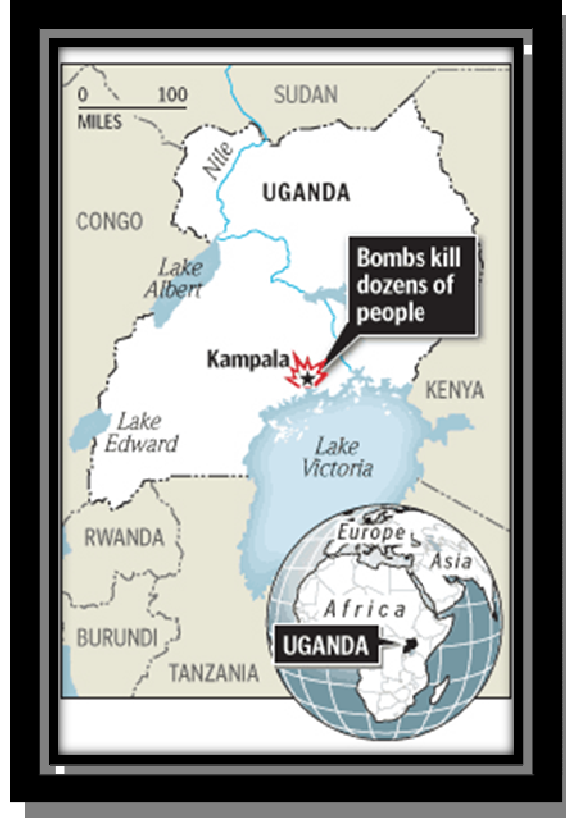 0 100
MILES
SUDAN
Nile
UGANDA
CONGO
Lake
Albert
Bombs kill
dozens of
people
Kampala
KENYA
Lake
Edward
Lake
Victoria
RWANDA
Europe
Asia
Africa
UGANDA
BURUNDI
TANZANIA